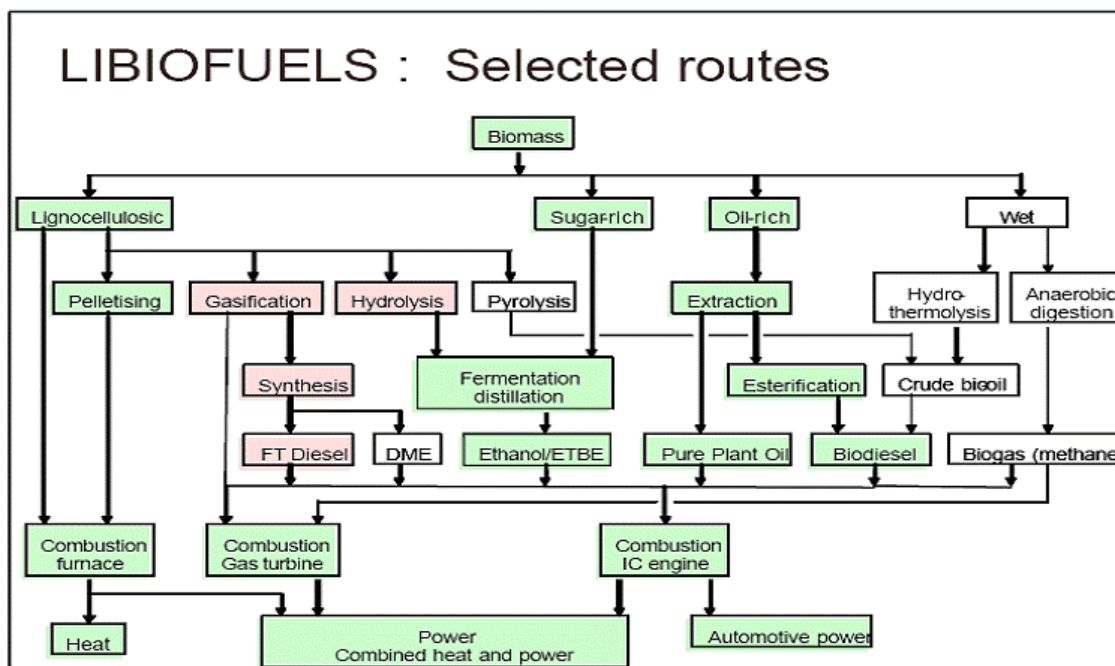 LIBIOFUELS : Selected routes
Biomass
Lignocellulosic
Sugar-rich
Oil-rich
Wet
Pelletising
Gasification
Hydrolysis
Pyrolysis
Extraction
Hydro-
thermolysis
Anaerobic
digestion
Synthesis
Fermentation
distillation
Esterification
Crude biooil
FT Diesel
DME
Ethanol/ETBE
Pure Plant Oil
Biodiesel
Biogas (methane
Combustion
furnace
Combustion
Gas turbine
Combustion
IC engine
Heat
Power
Combined heat and power
Automotive power